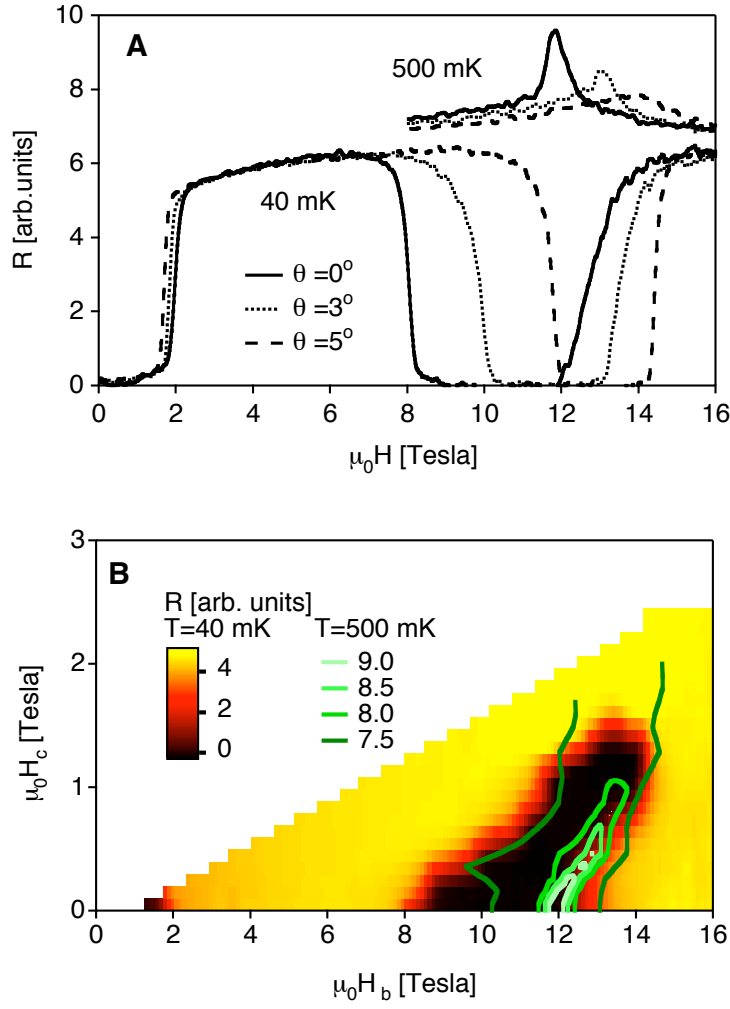 A
500 mK
40 mK
θ =0°
θ =3°
θ =5°
R [arb.units]
10
8
6
4
2
0
0 2 4 6 8 10 12 14 16
μ₀H [Tesla]
B
R [arb. units]
T=40 mK T=500 mK
4
2
0
9.0
8.5
8.0
7.5
μ₀H꜀ [Tesla]
3
2
1
0
0 2 4 6 8 10 12 14 16
μ₀H b [Tesla]